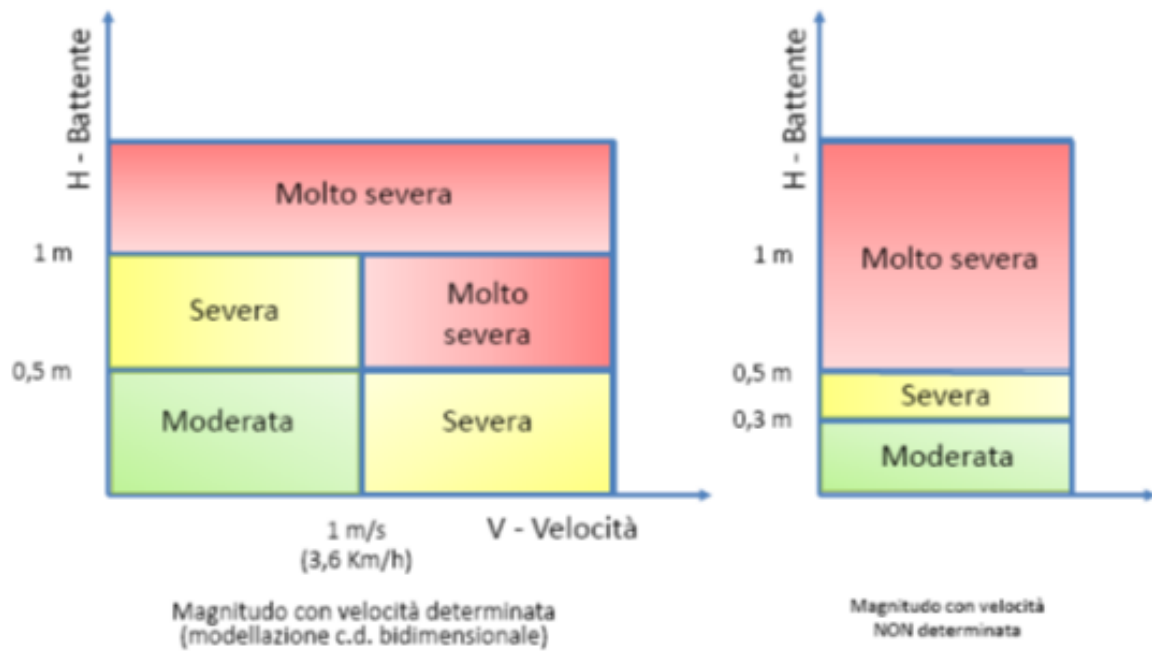 H - Battente
Molto severa
1 m
Severa
Molto
severa
0,5 m
Moderata
Severa
1 m/s
(3,6 Km/h)
V - Velocità
Magnitudo con velocità determinata
(modellazione c.d. bidimensionale)
H - Battente
1 m
Molto severa
0,5 m
Severa
0,3 m
Moderata
Magnitudo con velocità
NON determinata